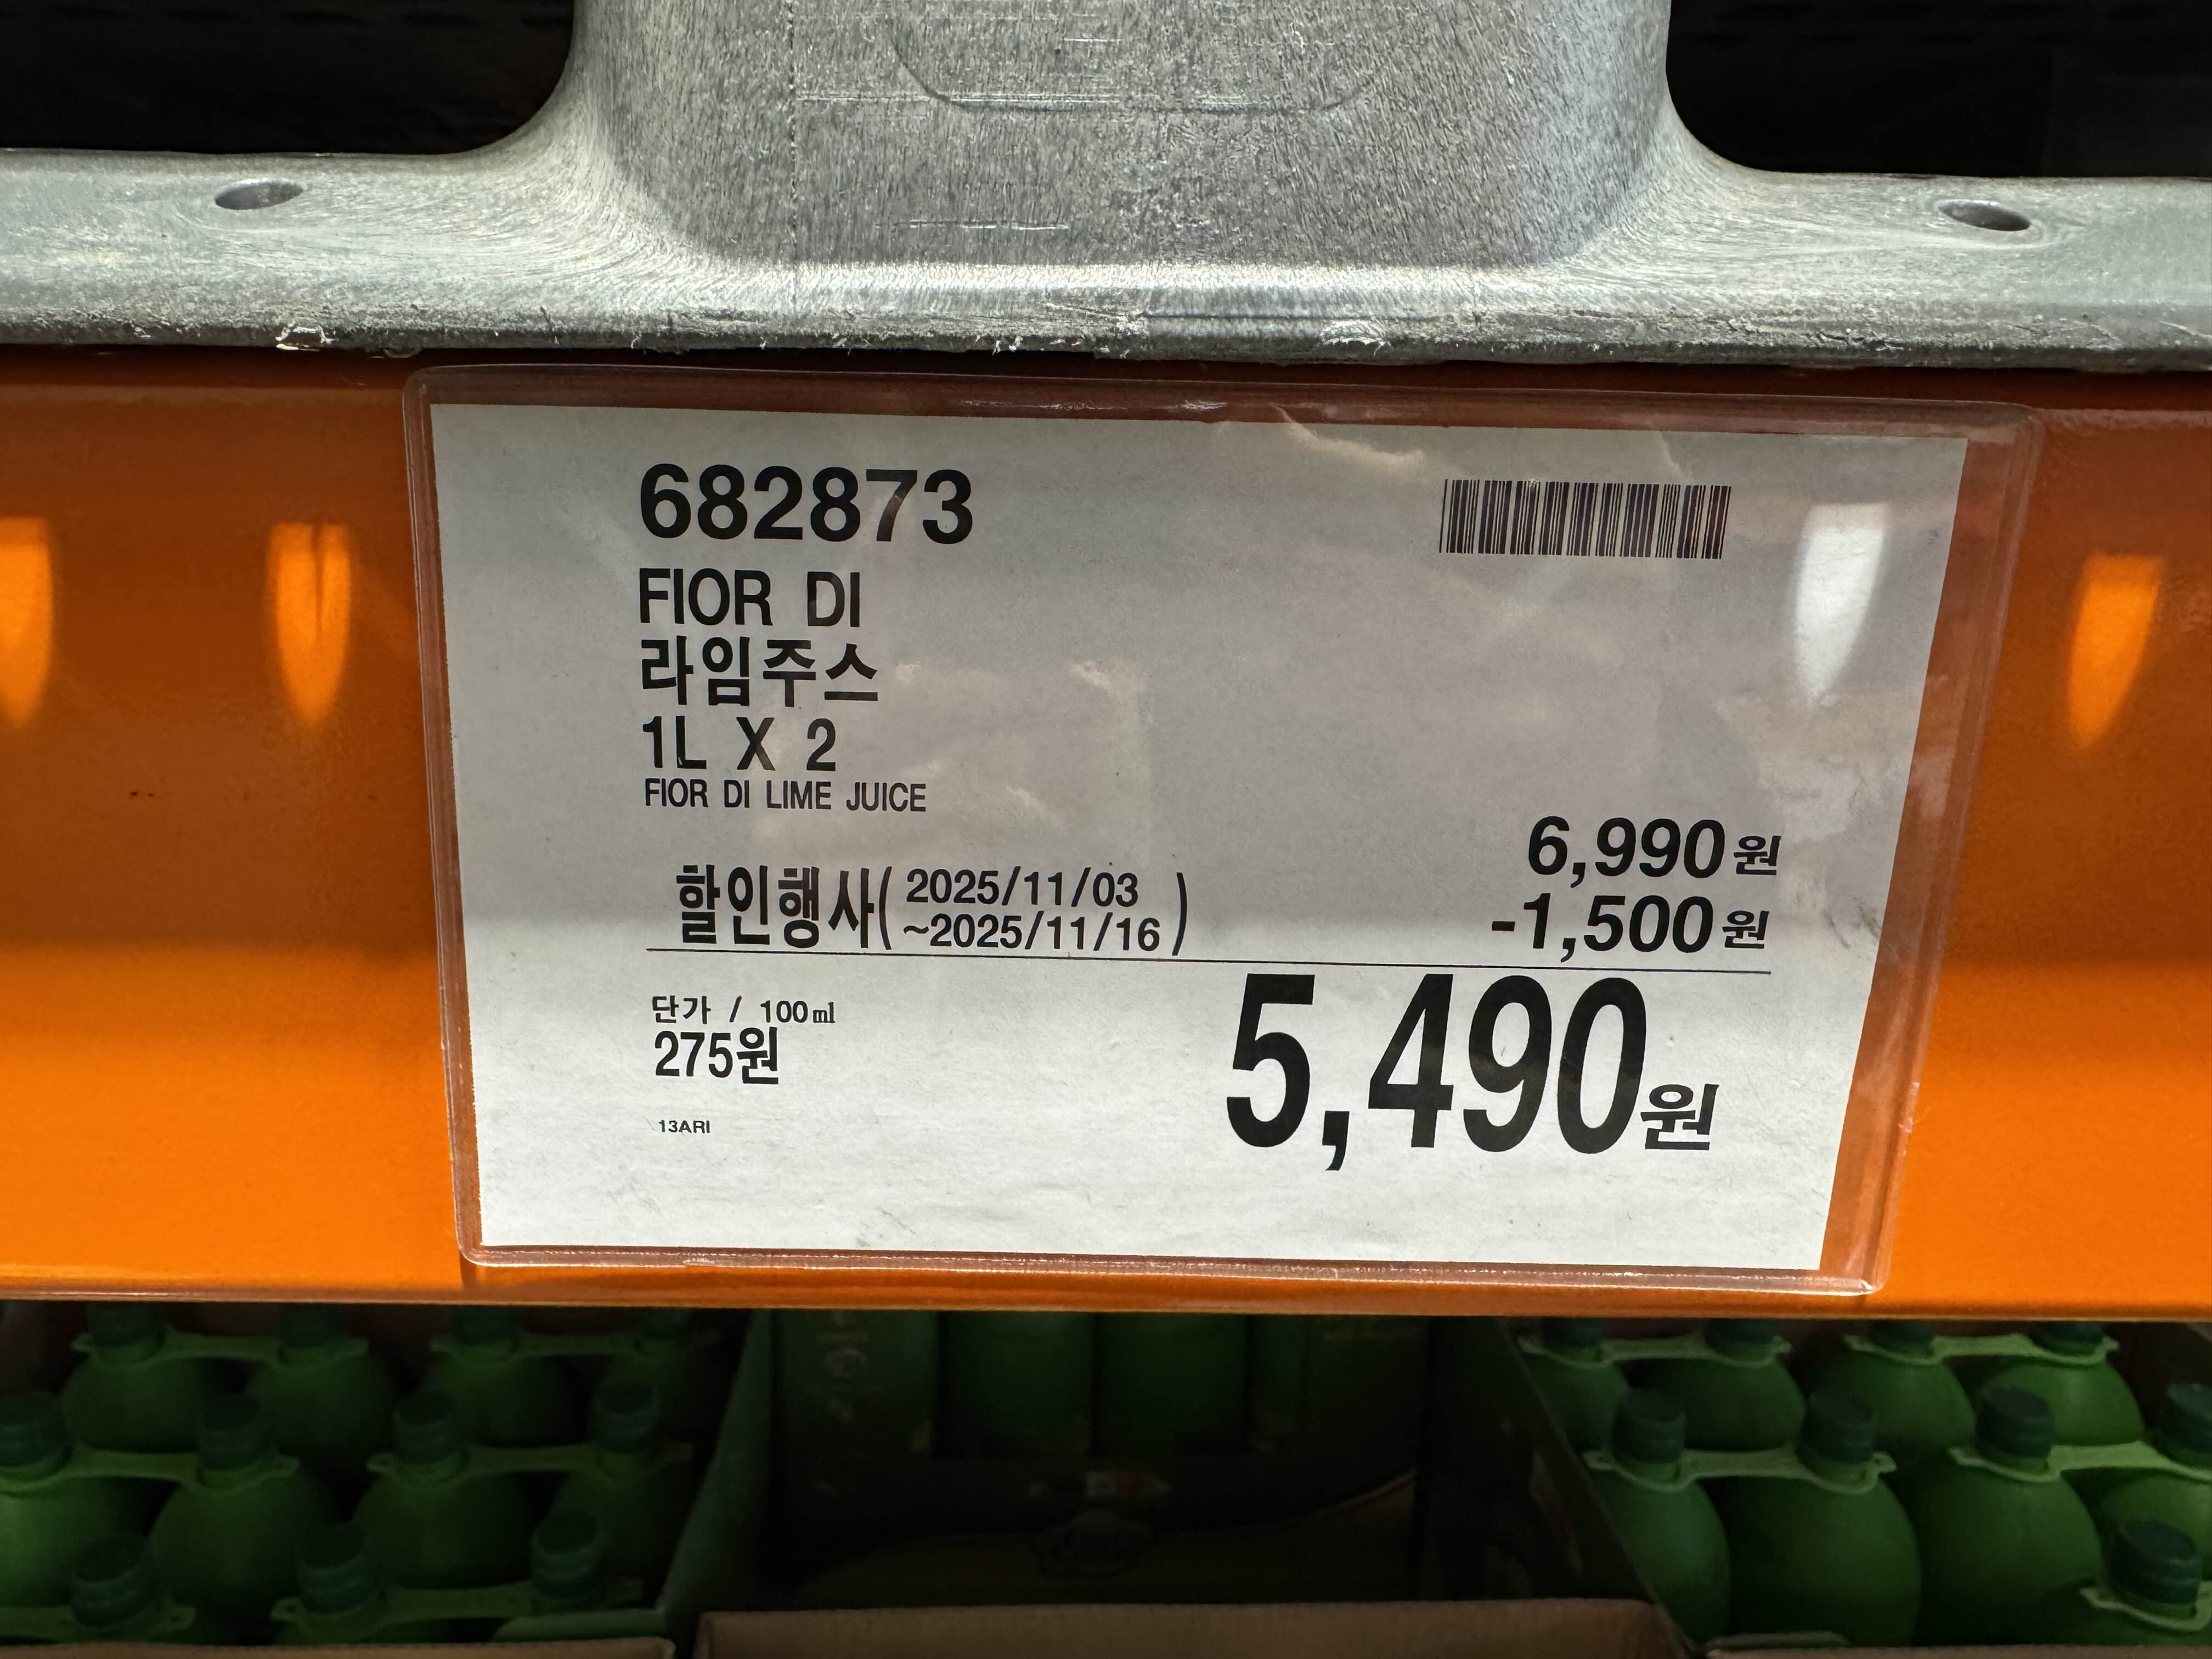 682873
FIOR DI
라임주스
1L X 2
FIOR DI LIME JUICE
6,990원
할인행사( 2025/11/03
~2025/11/16 )
-1,500원
단가 / 100㎖
275원
5,490원
13ARI